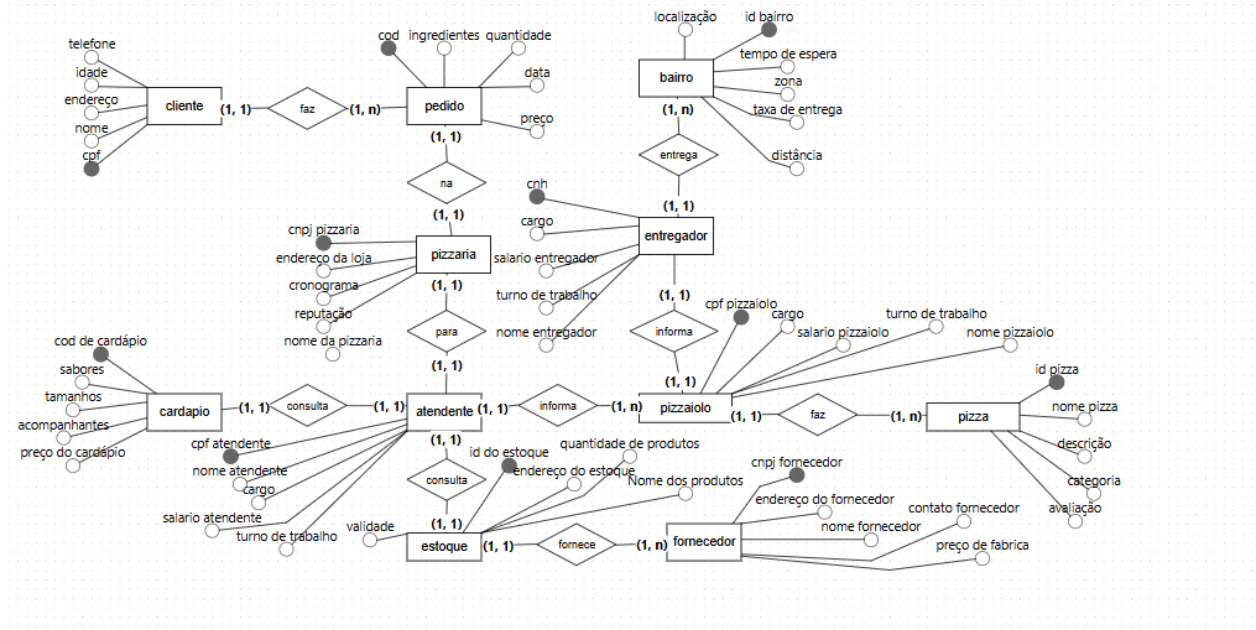 localização
id bairro
telefone
cod
ingredientes
quantidade
tempo de espera
idade
data
bairro
zona
endereço
cliente
(1, 1)
faz
(1, n)
pedido
(1, n)
taxa de entrega
nome
preço
(1, 1)
cpf
entrega
distância
na
cnh
(1, 1)
(1, 1)
cnpj pizzaria
cargo
entregador
endereço da loja
pizzaria
salario entregador
cronograma
(1, 1)
turno de trabalho
(1, 1)
cpf pizzaiolo
reputação
cargo
turno de trabalho
nome da pizzaria
para
nome entregador
informa
salario pizzaiolo
nome pizzaiolo
cod de cardápio
(1, 1)
(1, 1)
id pizza
sabores
tamanhos
cardapio
(1, 1)
consulta
(1, 1)
atendente
(1, 1)
informa
(1, n)
pizzaiolo
(1, 1)
faz
(1, n)
pizza
nome pizza
acompanhantes
cpf atendente
(1, 1)
quantidade de produtos
descrição
preço do cardápio
id do estoque
cnpj fornecedor
nome atendente
endereço do estoque
consulta
Nome dos produtos
categoria
cargo
endereço do fornecedor
contato fornecedor
avaliação
salario atendente
validade
(1, 1)
nome fornecedor
turno de trabalho
estoque
(1, 1)
fornece
(1, n)
fornecedor
preço de fabrica